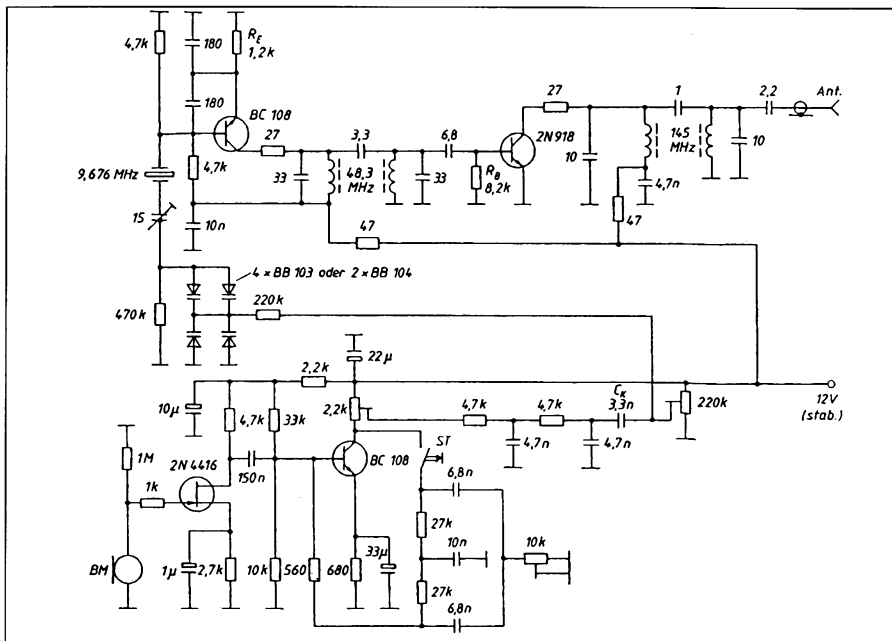 4,7k
180
R_E
1,2k
180
BC 108
27
2N918
27
1
2,2
Ant.
9,676 MHz
4,7k
3,3
6,8
10
145
MHz
10
33
48,3
MHz
33
R_B
8,2k
4,7n
15
10n
47
47
4 × BB 103 oder 2 × BB 104
470k
220k
22µ
2,2k
10µ
4,7k
33k
2,2k
4,7k
4,7k
C_K
3,3n
220k
12V
(stab.)
1M
2N 4416
150n
BC 108
ST
4,7n
4,7n
1k
6,8n
27k
10n
10k
BM
1µ
2,7k
10k
560
680
33µ
27k
6,8n